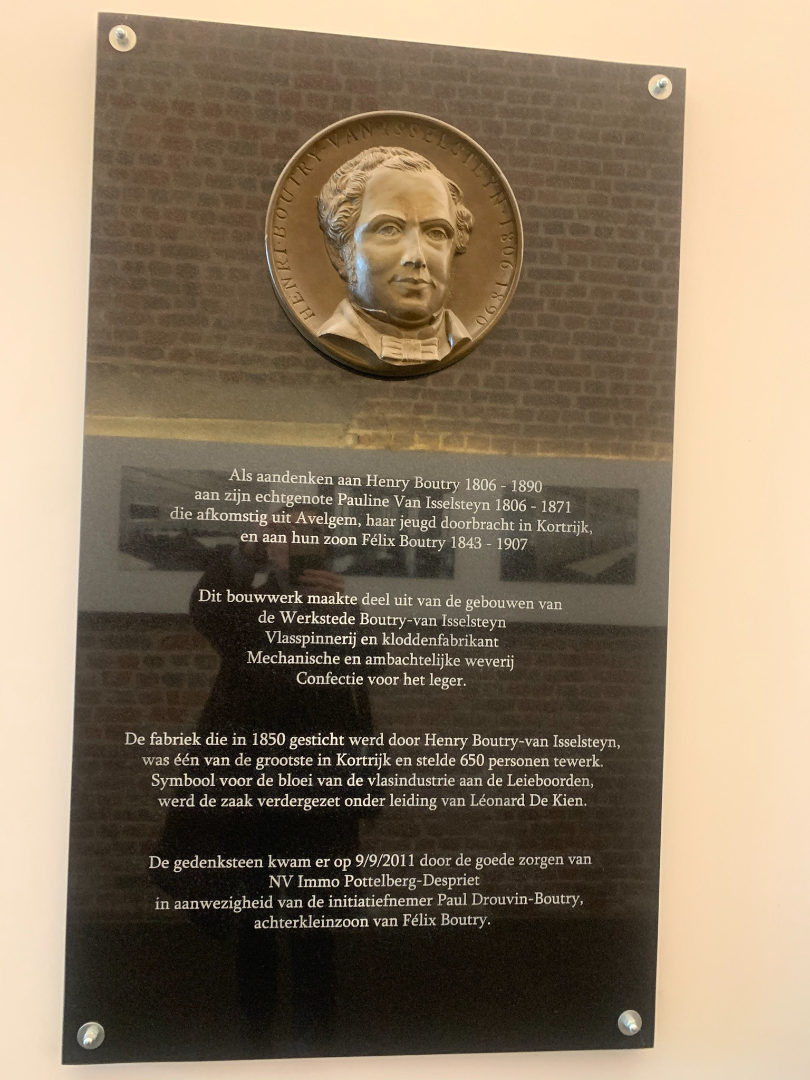 HENRI BOUTRY VAN ISSELSTEYN · 1806-1890
Als aandenken aan Henry Boutry 1806 - 1890
aan zijn echtgenote Pauline Van Isselsteyn 1806 - 1871
die afkomstig uit Avelgem, haar jeugd doorbracht in Kortrijk,
en aan hun zoon Félix Boutry 1843 - 1907
Dit bouwwerk maakte deel uit van de gebouwen van
de Werkstede Boutry-van Isselsteyn
Vlasspinnerij en kloddenfabrikant
Mechanische en ambachtelijke weverij
Confectie voor het leger.
De fabriek die in 1850 gesticht werd door Henry Boutry-van Isselsteyn,
was één van de grootste in Kortrijk en stelde 650 personen tewerk.
Symbool voor de bloei van de vlasindustrie aan de Leieboorden,
werd de zaak verdergezet onder leiding van Léonard De Kien.
De gedenksteen kwam er op 9/9/2011 door de goede zorgen van
NV Immo Pottelberg-Despriet
in aanwezigheid van de initiatiefnemer Paul Drouvin-Boutry,
achterkleinzoon van Félix Boutry.